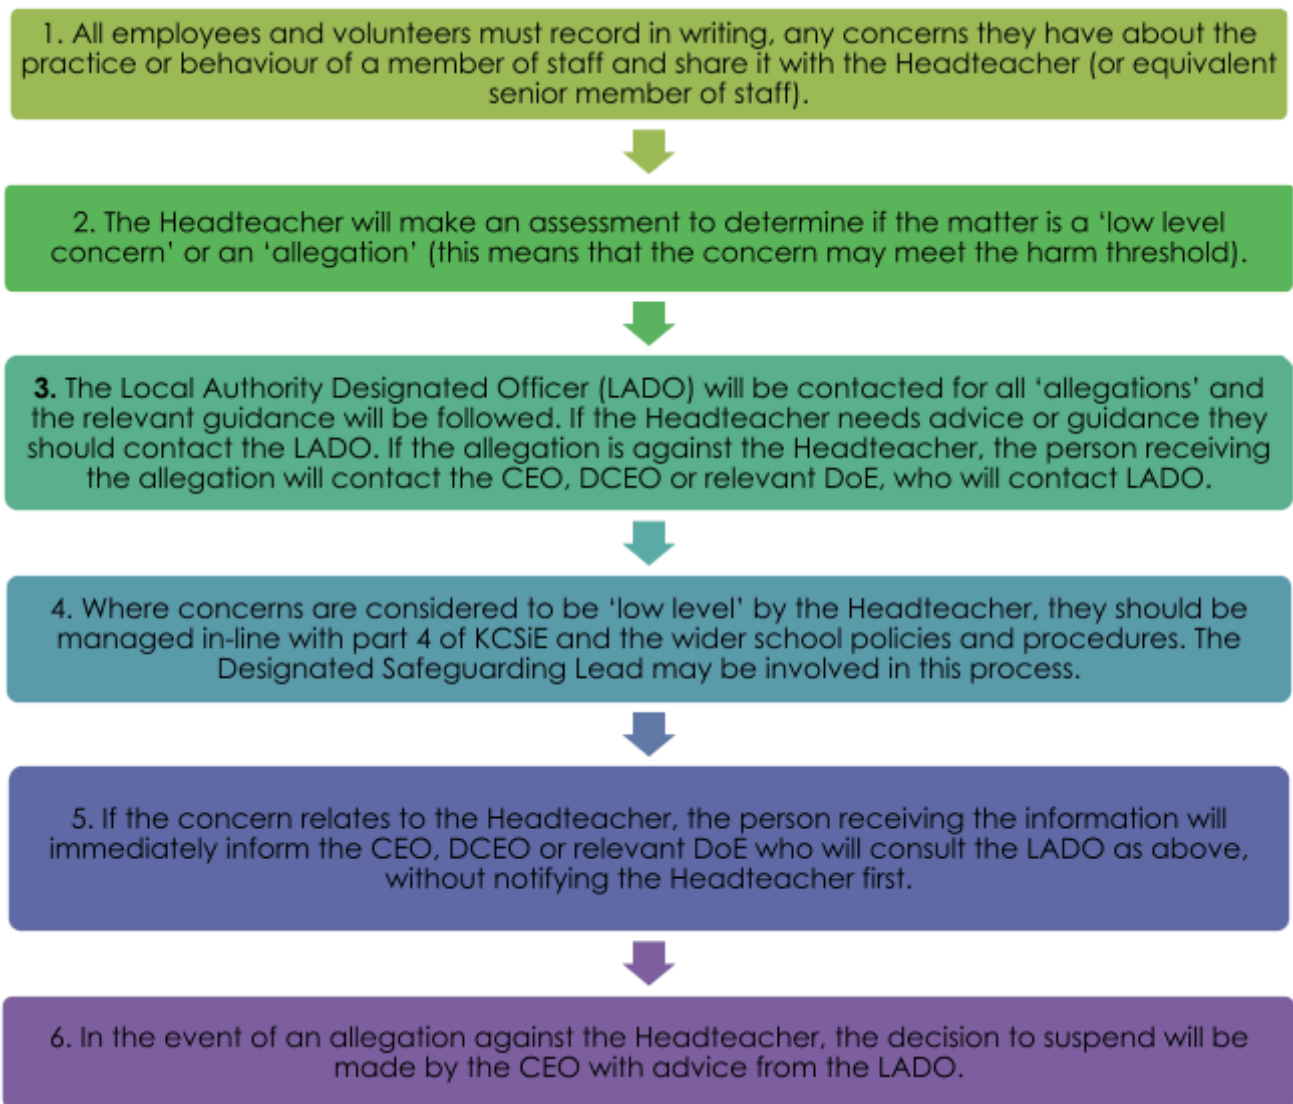 1. All employees and volunteers must record in writing, any concerns they have about the
practice or behaviour of a member of staff and share it with the Headteacher (or equivalent
senior member of staff).
2. The Headteacher will make an assessment to determine if the matter is a ‘low level
concern’ or an ‘allegation’ (this means that the concern may meet the harm threshold).
3. The Local Authority Designated Officer (LADO) will be contacted for all ‘allegations’ and
the relevant guidance will be followed. If the Headteacher needs advice or guidance they
should contact the LADO. If the allegation is against the Headteacher, the person receiving
the allegation will contact the CEO, DCEO or relevant DoE, who will contact LADO.
4. Where concerns are considered to be ‘low level’ by the Headteacher, they should be
managed in-line with part 4 of KCSiE and the wider school policies and procedures. The
Designated Safeguarding Lead may be involved in this process.
5. If the concern relates to the Headteacher, the person receiving the information will
immediately inform the CEO, DCEO or relevant DoE who will consult the LADO as above,
without notifying the Headteacher first.
6. In the event of an allegation against the Headteacher, the decision to suspend will be
made by the CEO with advice from the LADO.